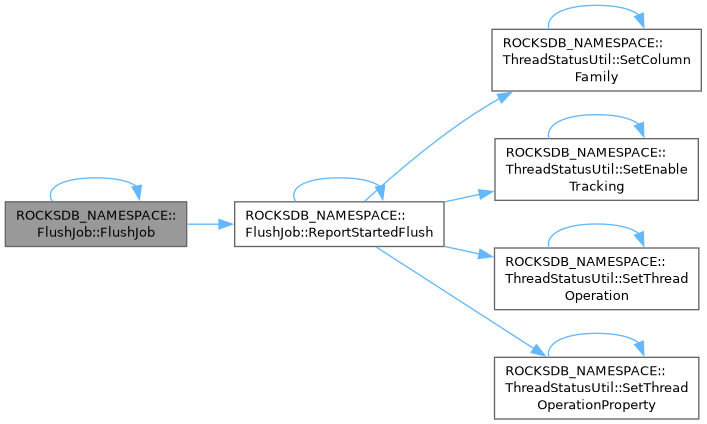 ROCKSDB_NAMESPACE::
FlushJob::FlushJob
ROCKSDB_NAMESPACE::
FlushJob::ReportStartedFlush
ROCKSDB_NAMESPACE::
ThreadStatusUtil::SetColumn
Family
ROCKSDB_NAMESPACE::
ThreadStatusUtil::SetEnable
Tracking
ROCKSDB_NAMESPACE::
ThreadStatusUtil::SetThread
Operation
ROCKSDB_NAMESPACE::
ThreadStatusUtil::SetThread
OperationProperty